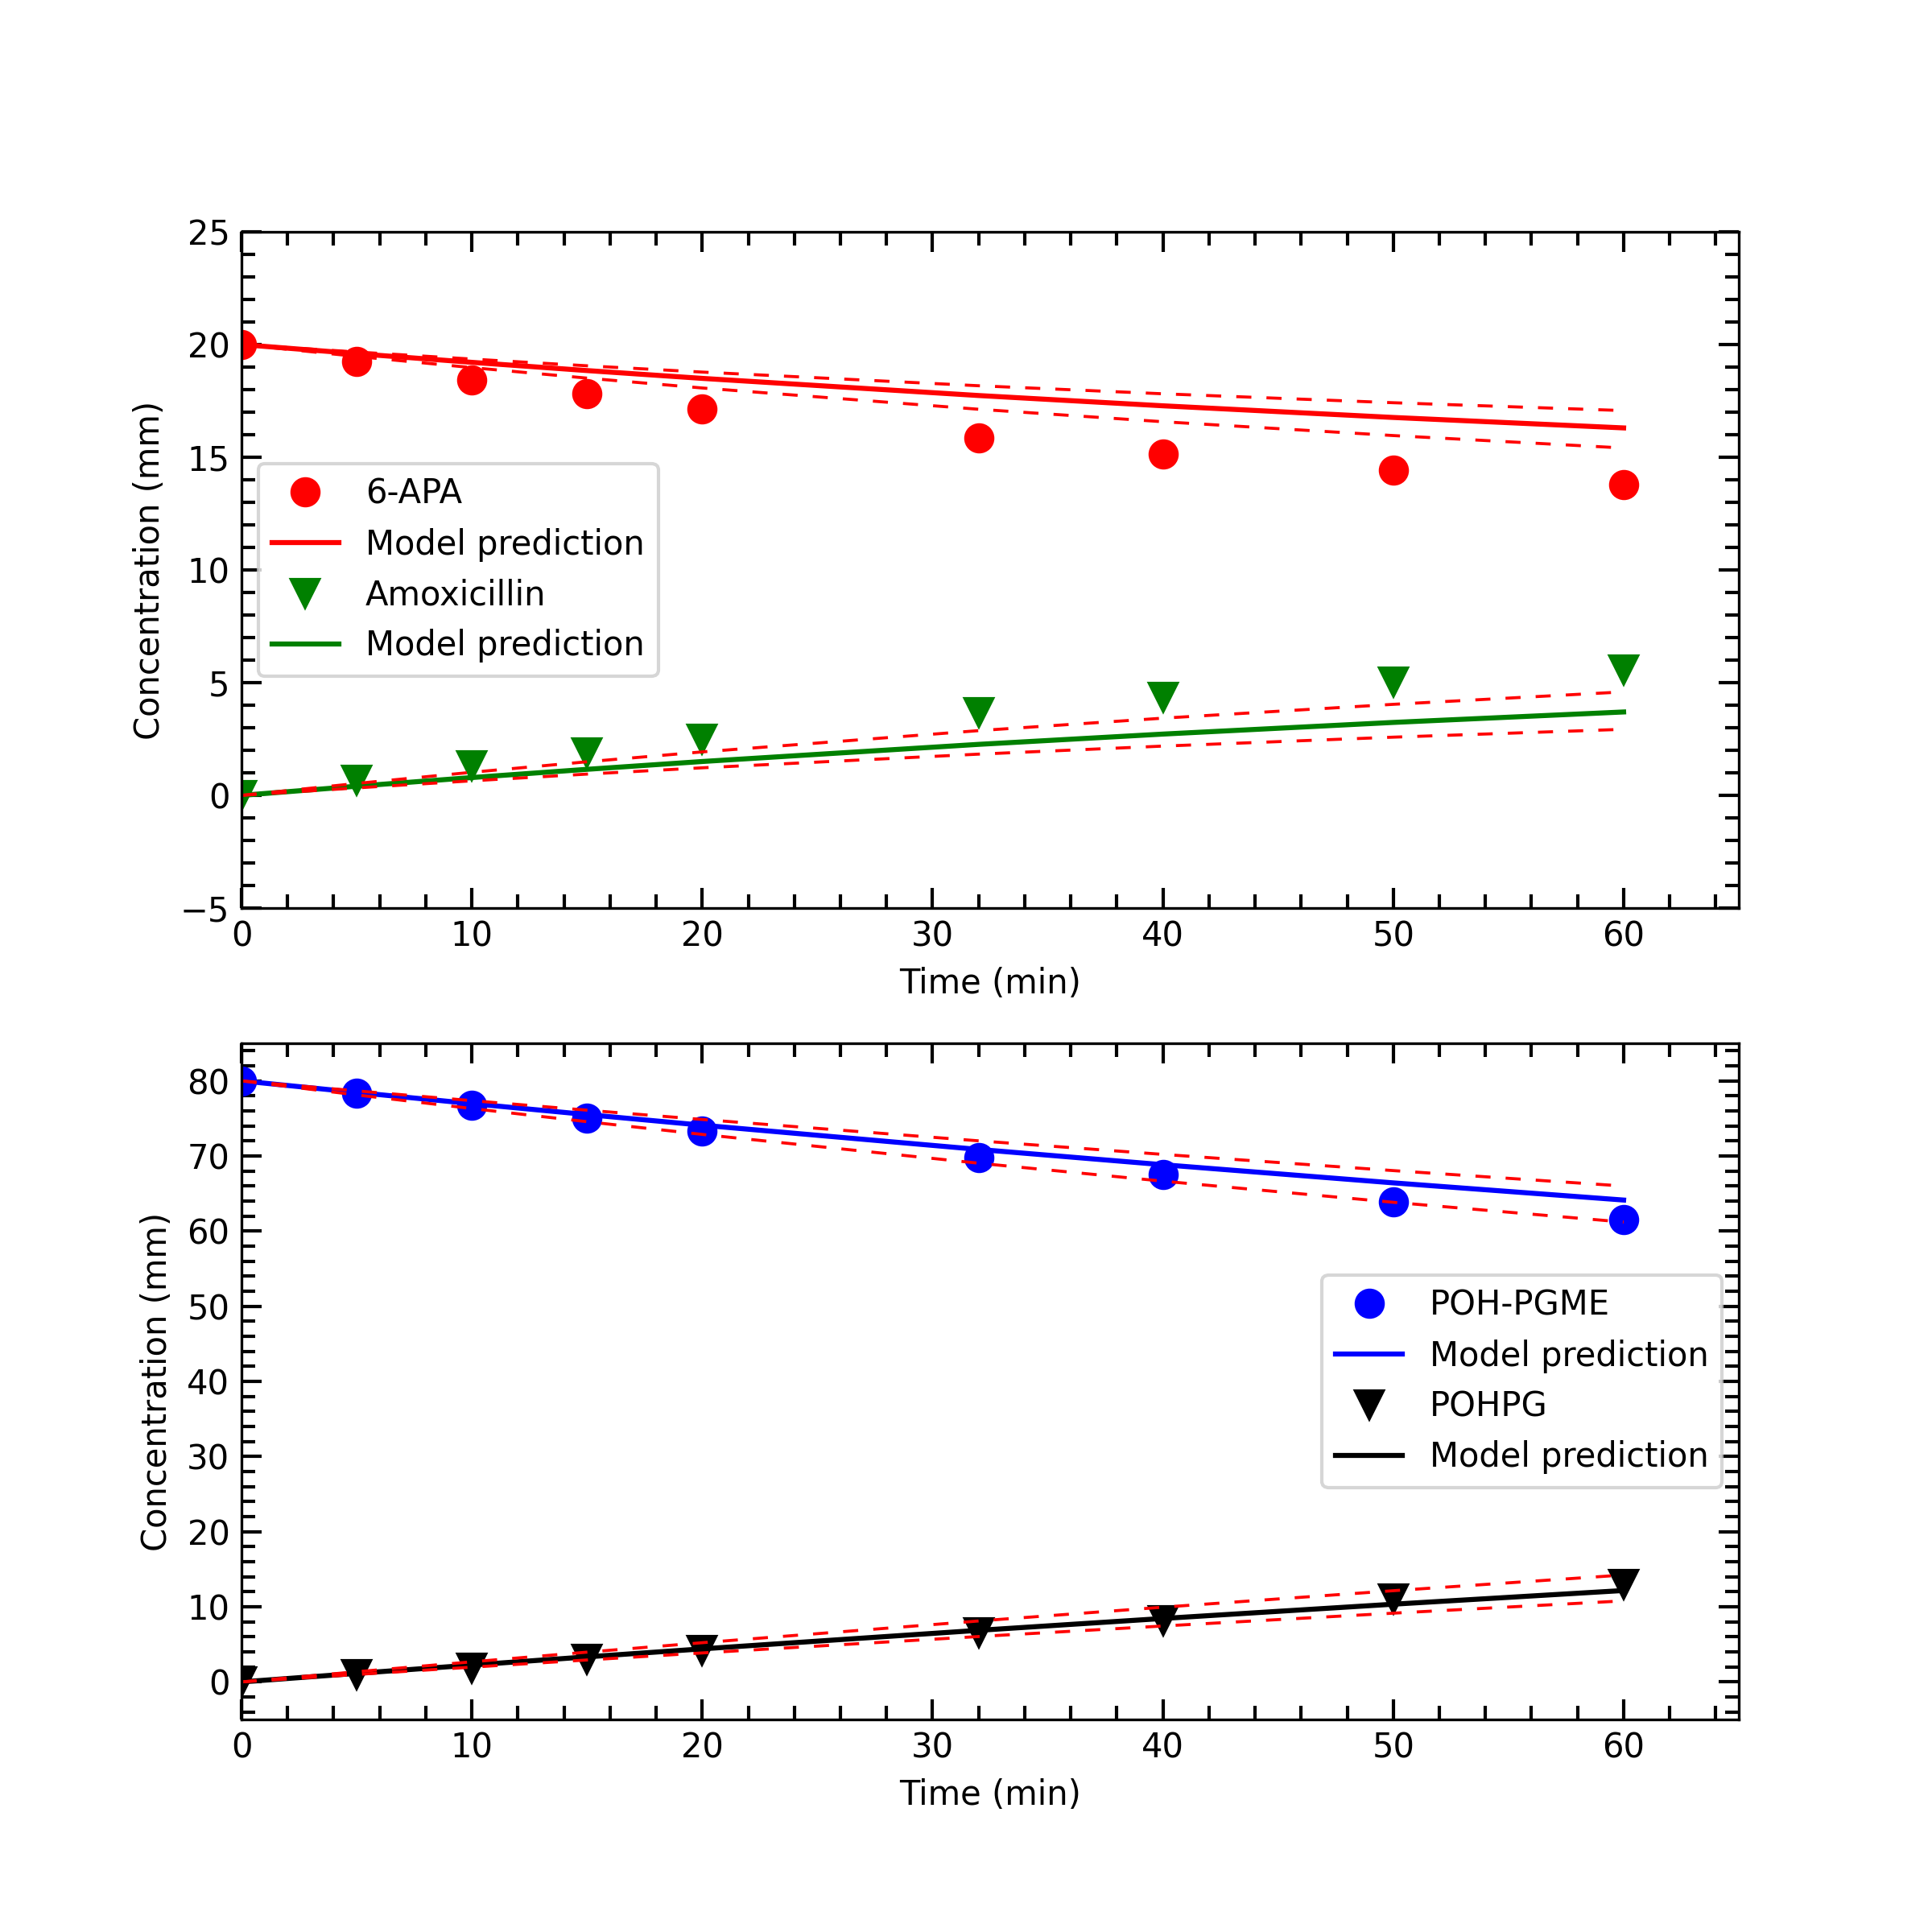 25
20
15
10
5
0
−5
Concentration (mm)
6-APA
Model prediction
Amoxicillin
Model prediction
0 10 20 30 40 50 60
Time (min)
80
70
60
50
40
30
20
10
0
Concentration (mm)
POH-PGME
Model prediction
POHPG
Model prediction
0 10 20 30 40 50 60
Time (min)